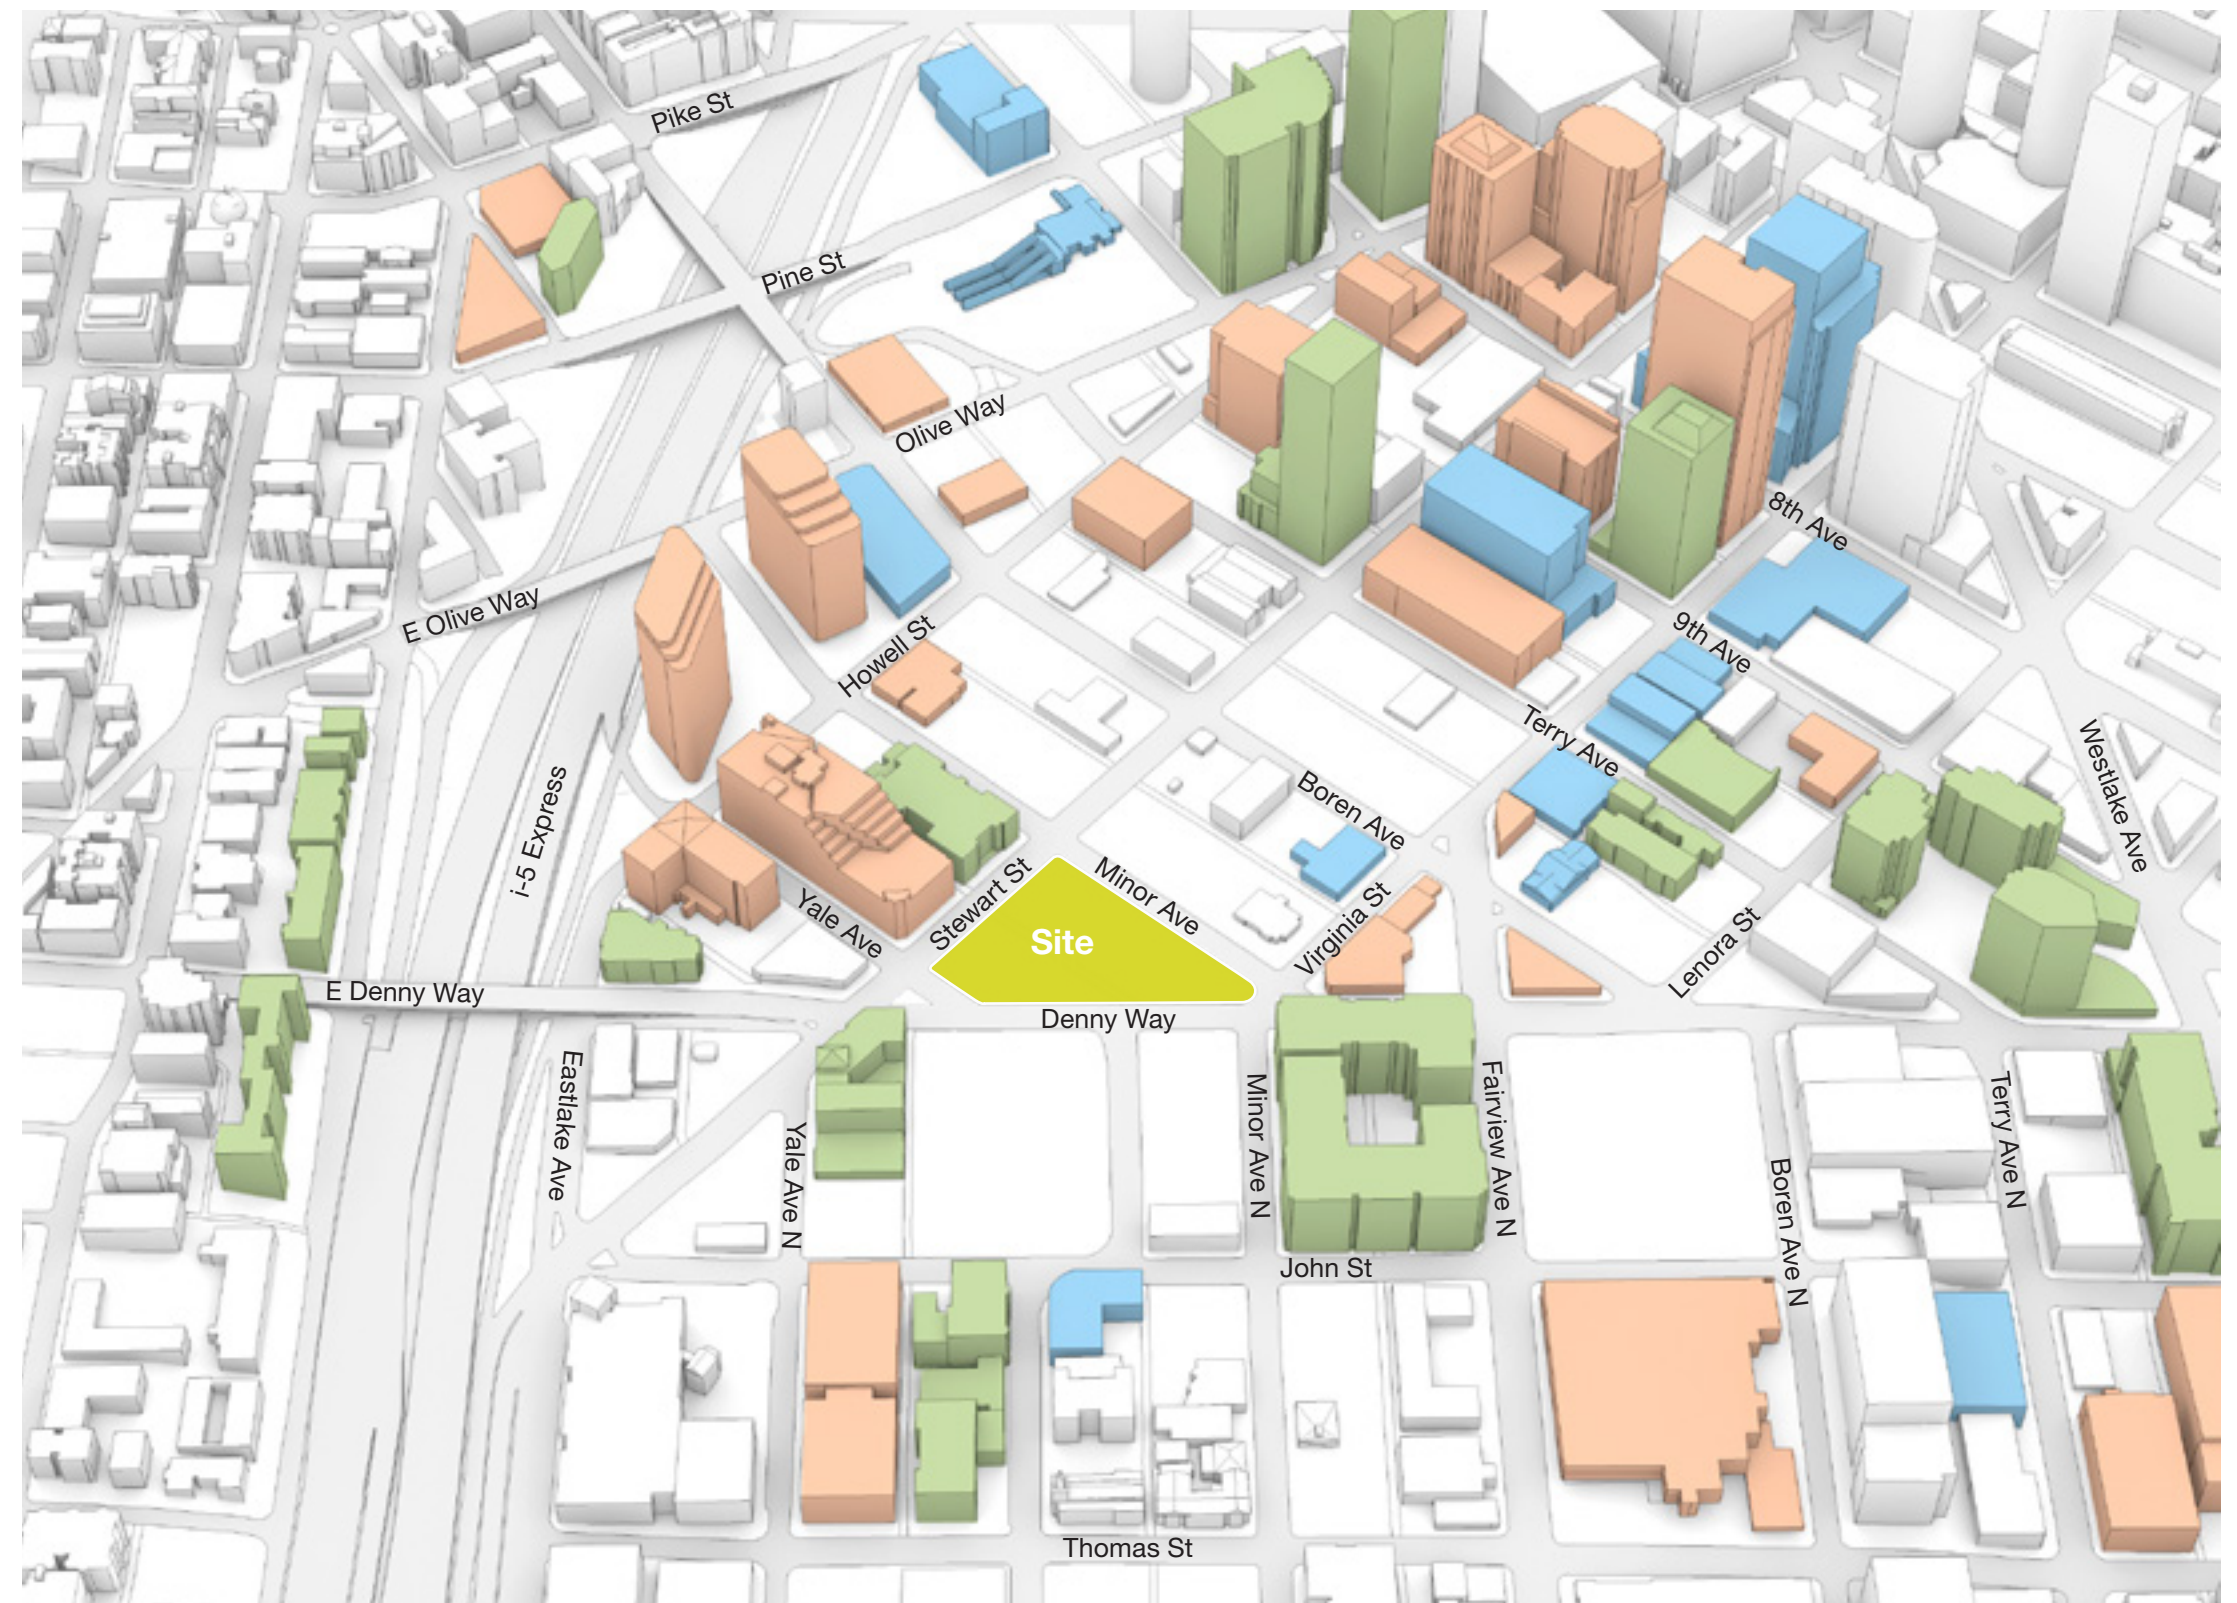 Pike St
Pine St
Olive Way
8th Ave
E Olive Way
Howell St
9th Ave
Terry Ave
Westlake Ave
i-5 Express
Boren Ave
Stewart St
Minor Ave
Yale Ave
Site
Virginia St
Lenora St
E Denny Way
Denny Way
Eastlake Ave
Yale Ave N
Minor Ave N
Fairview Ave N
Boren Ave N
Terry Ave N
John St
Thomas St